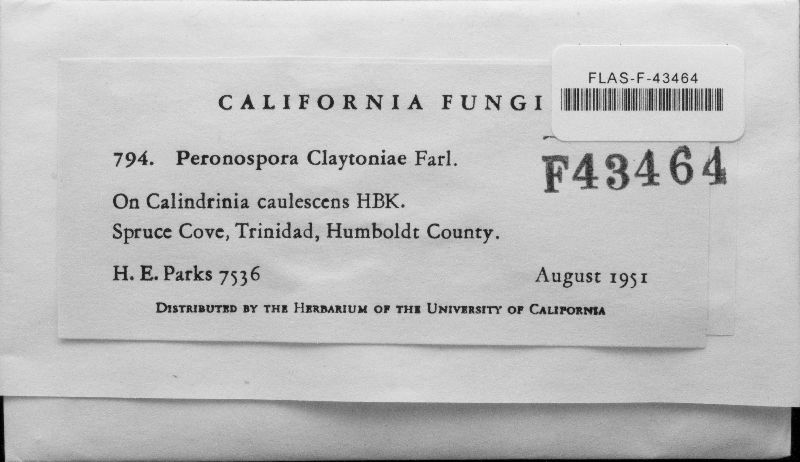 FLAS-F-43464
CALIFORNIA FUNGI
F43464
794. Peronospora Claytoniae Farl.
On Calindrinia caulescens HBK.
Spruce Cove, Trinidad, Humboldt County.
H. E. Parks 7536 August 1951
DISTRIBUTED BY THE HERBARIUM OF THE UNIVERSITY OF CALIFORNIA